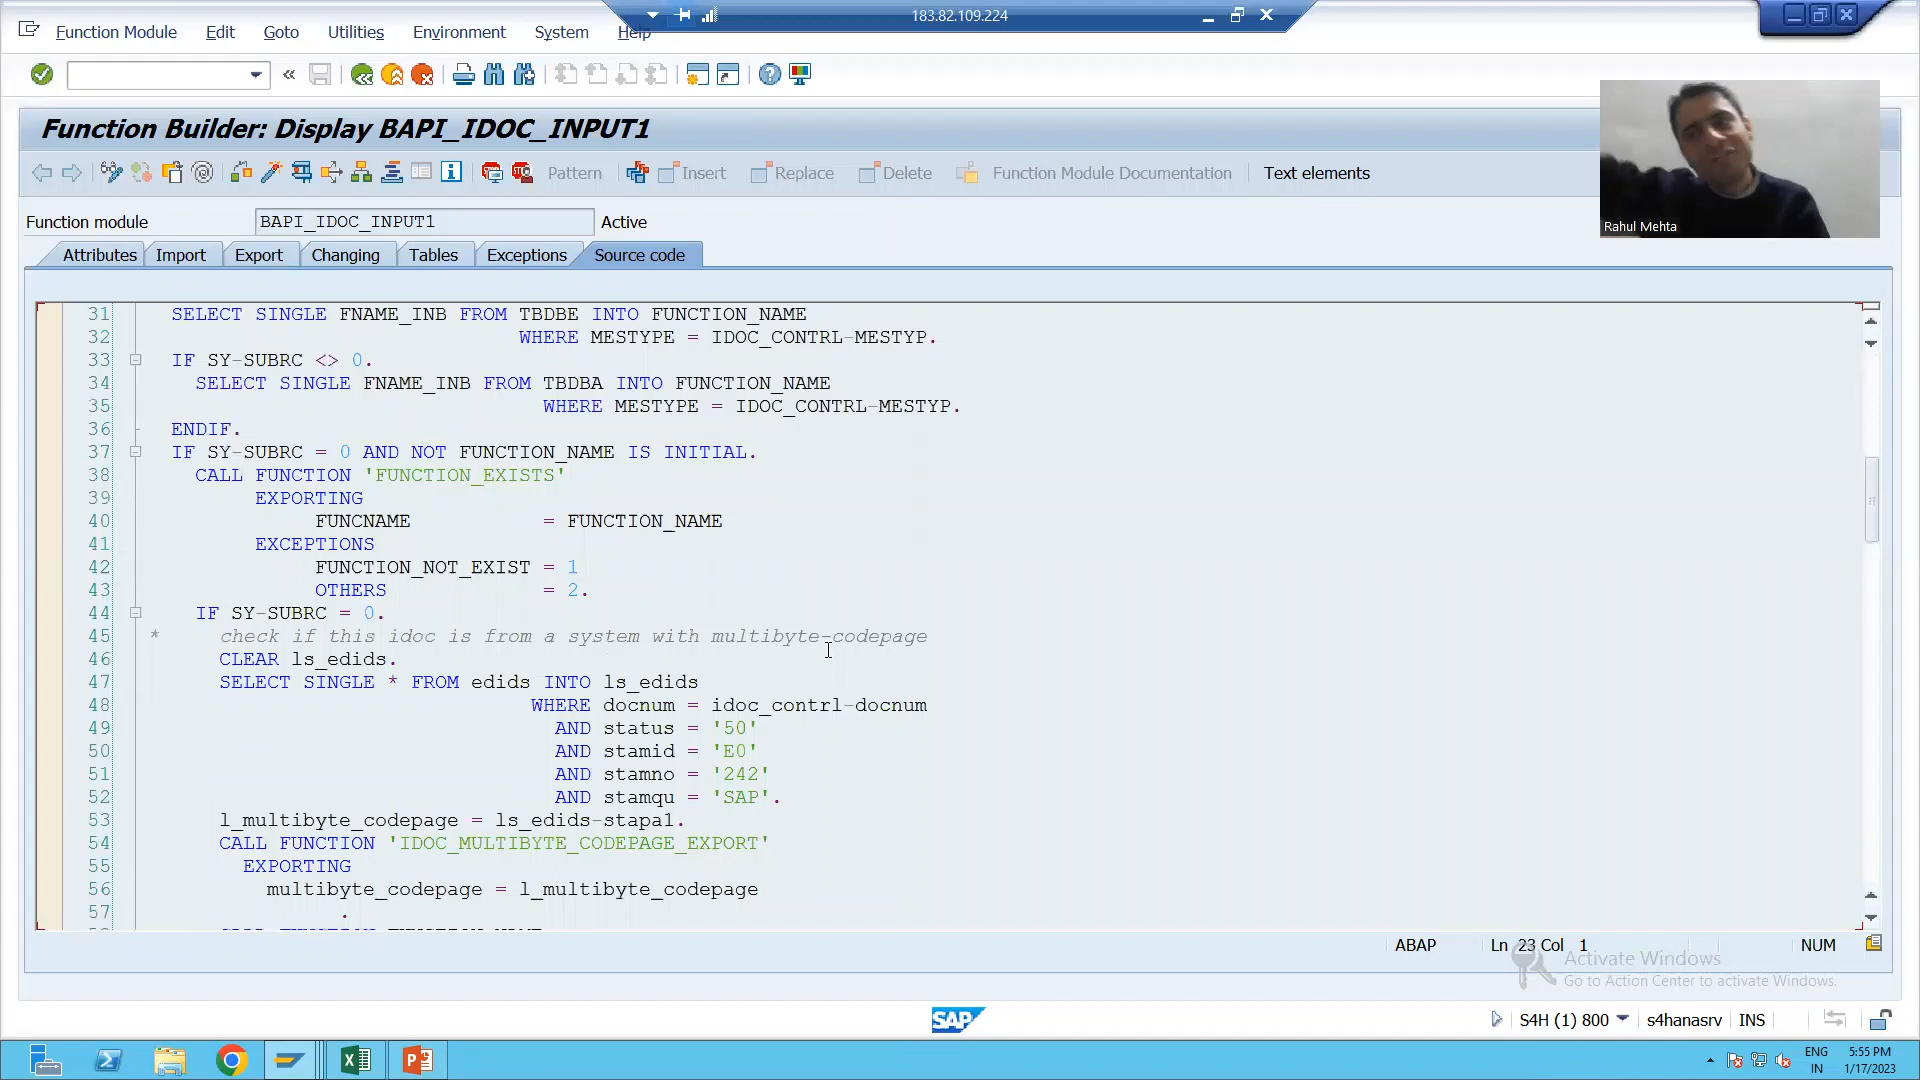 183.82.109.224
Function Module Edit Goto Utilities Environment System Help
Function Builder: Display BAPI_IDOC_INPUT1
Pattern Insert Replace Delete Function Module Documentation Text elements
Rahul Mehta
Function module BAPI_IDOC_INPUT1 Active
Attributes Import Export Changing Tables Exceptions Source code
31 SELECT SINGLE FNAME_INB FROM TBDBE INTO FUNCTION_NAME
32 WHERE MESTYPE = IDOC_CONTRL-MESTYP.
33 IF SY-SUBRC <> 0.
34 SELECT SINGLE FNAME_INB FROM TBDBA INTO FUNCTION_NAME
35 WHERE MESTYPE = IDOC_CONTRL-MESTYP.
36 ENDIF.
37 IF SY-SUBRC = 0 AND NOT FUNCTION_NAME IS INITIAL.
38 CALL FUNCTION 'FUNCTION_EXISTS'
39 EXPORTING
40 FUNCNAME = FUNCTION_NAME
41 EXCEPTIONS
42 FUNCTION_NOT_EXIST = 1
43 OTHERS = 2.
44 IF SY-SUBRC = 0.
45 * check if this idoc is from a system with multibyte-codepage
46 CLEAR ls_edids.
47 SELECT SINGLE * FROM edids INTO ls_edids
48 WHERE docnum = idoc_contrl-docnum
49 AND status = '50'
50 AND stamid = 'E0'
51 AND stamno = '242'
52 AND stamqu = 'SAP'.
53 l_multibyte_codepage = ls_edids-stapa1.
54 CALL FUNCTION 'IDOC_MULTIBYTE_CODEPAGE_EXPORT'
55 EXPORTING
56 multibyte_codepage = l_multibyte_codepage
57 .
ABAP Ln 23 Col 1 NUM
Activate Windows
Go to Action Center to activate Windows.
SAP
S4H (1) 800 s4hanasrv INS
ENG 5:55 PM
IN 1/17/2023